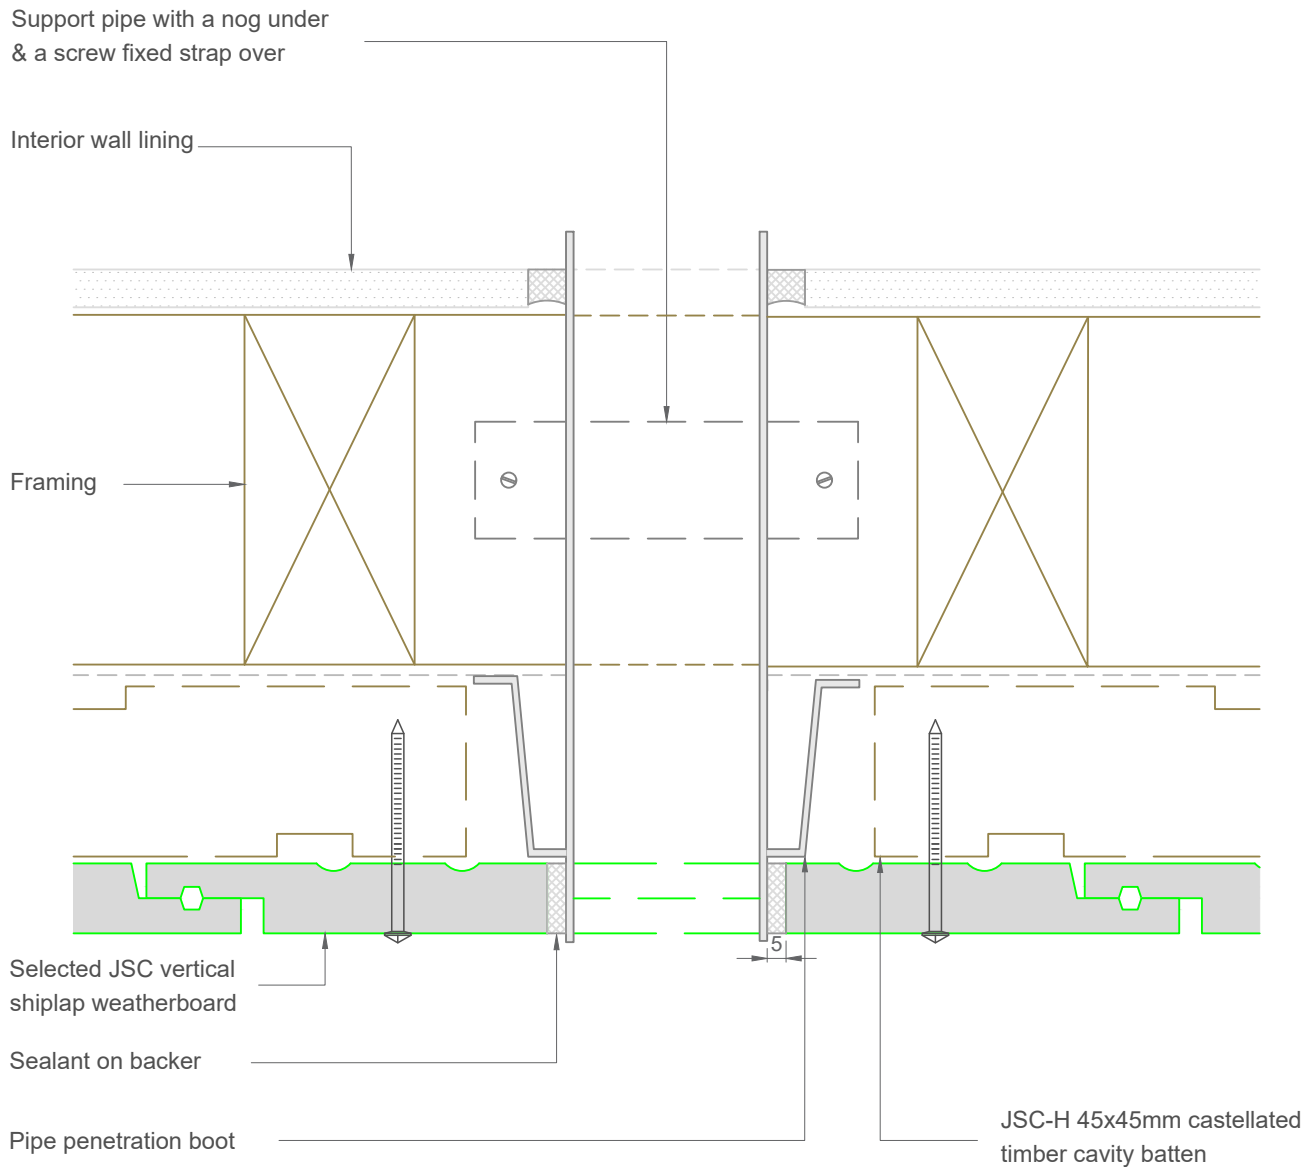 Support pipe with a nog under
& a screw fixed strap over
Interior wall lining
Framing
5
Selected JSC vertical
shiplap weatherboard
Sealant on backer
Pipe penetration boot
JSC-H 45x45mm castellated
timber cavity batten